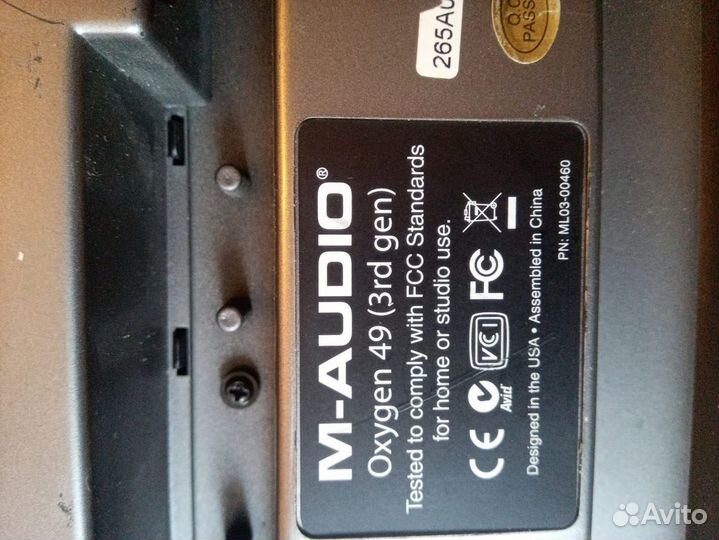 M-AUDIO®
Oxygen 49 (3rd gen)
Tested to comply with FCC Standards
for home or studio use.
CE Avid VCI FC
Designed in the USA • Assembled in China
PN: ML03-00460
265A
Q.C
PASS
Avito